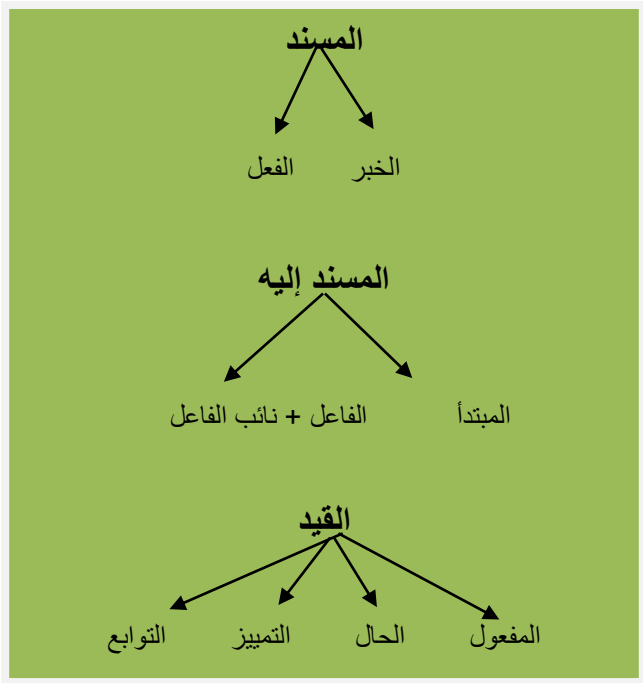 المسند
الخبر الفعل
المسند إليه
المبتدأ الفاعل + نائب الفاعل
القيد
المفعول الحال التمييز التوابع